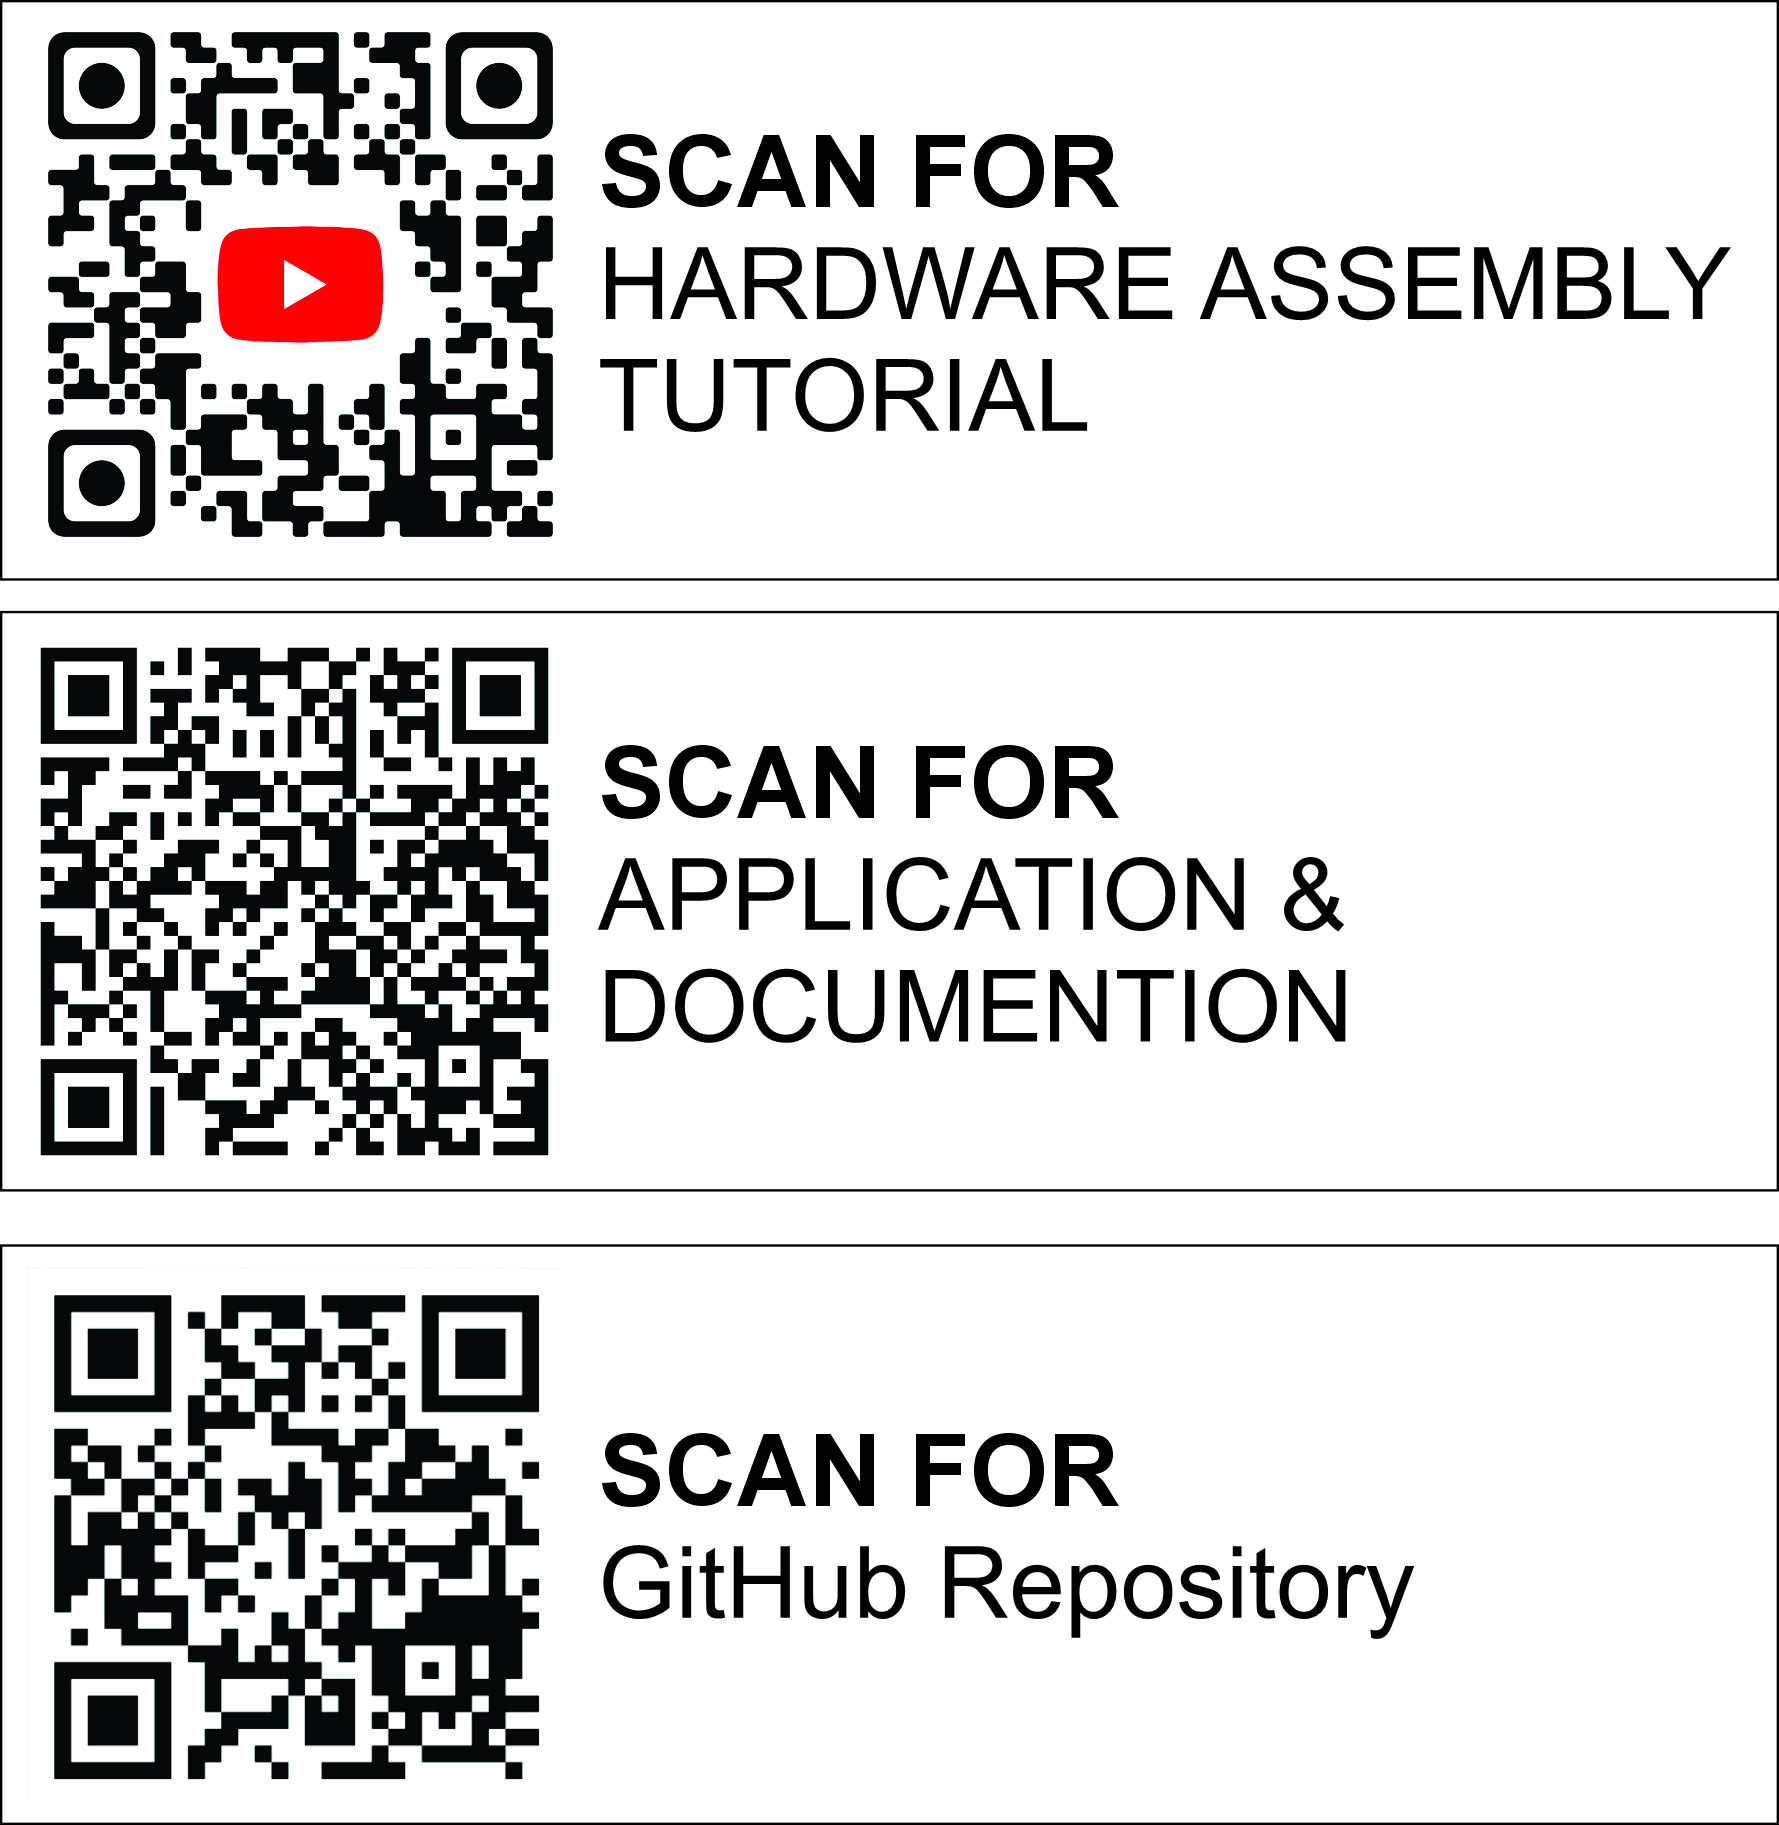 SCAN FOR
HARDWARE ASSEMBLY
TUTORIAL
SCAN FOR
APPLICATION &
DOCUMENTION
SCAN FOR
GitHub Repository